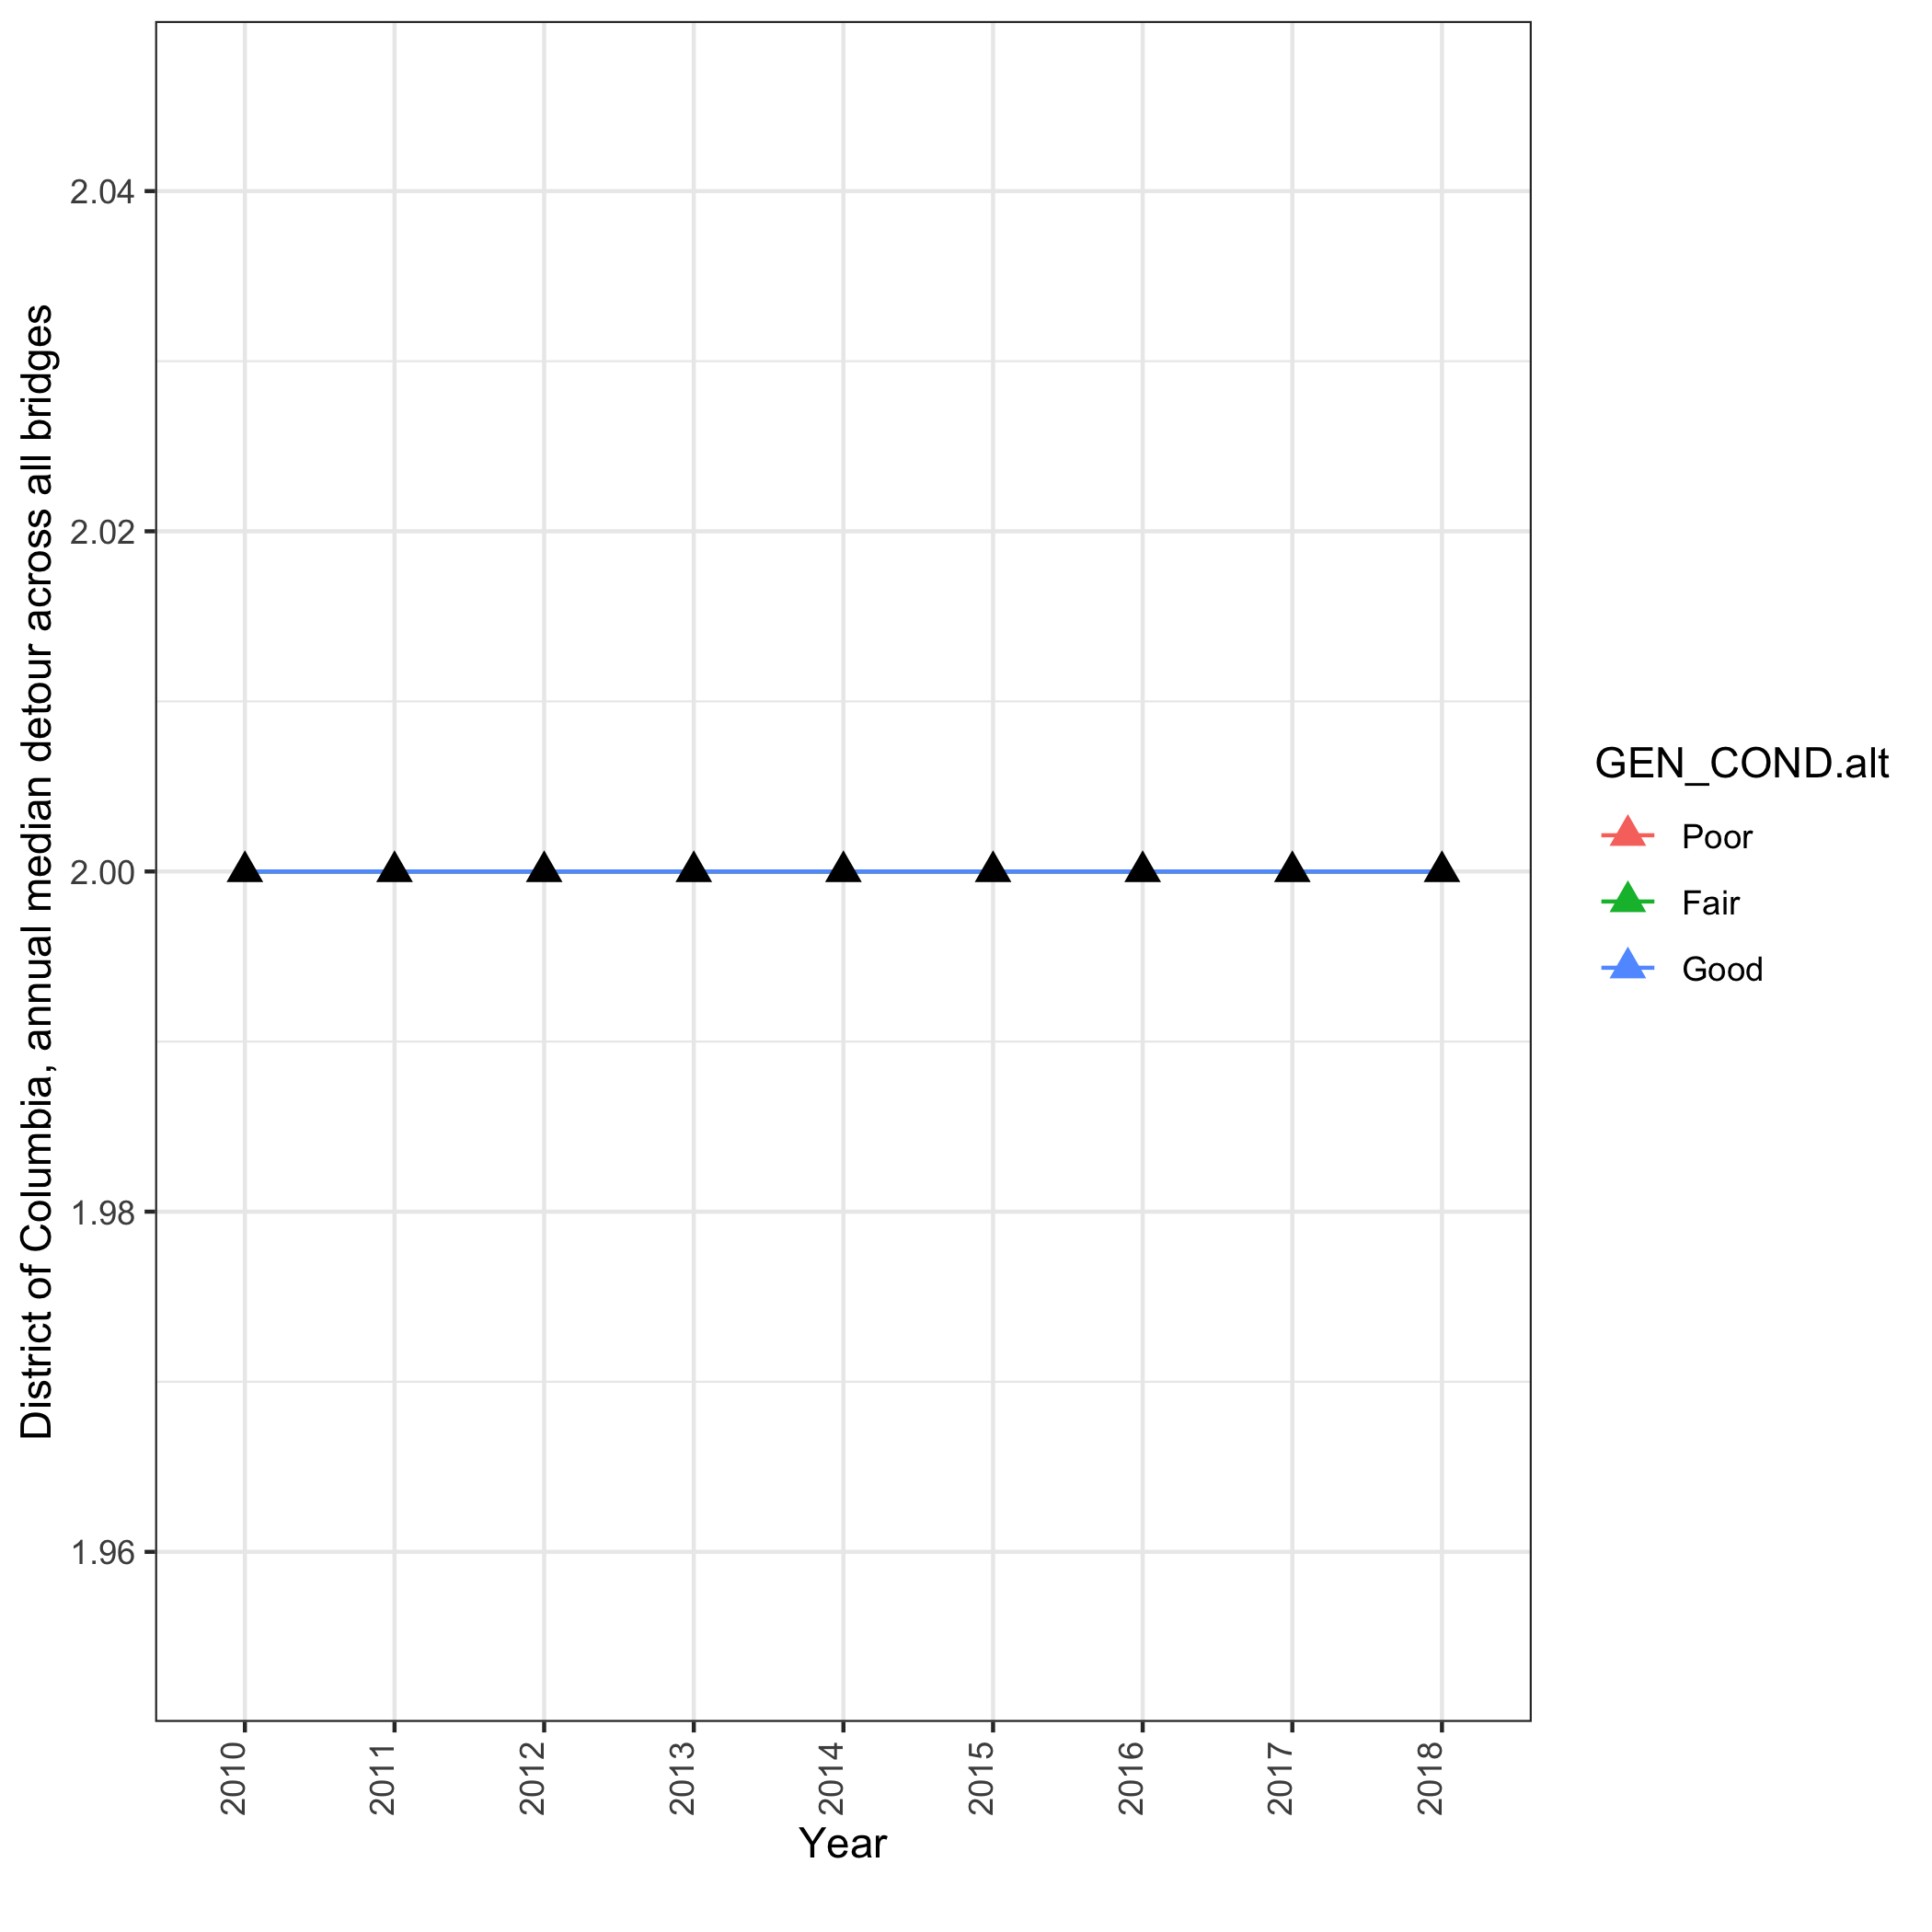 District of Columbia, annual median detour across all bridges
2.04
2.02
2.00
1.98
1.96
2010
2011
2012
2013
2014
2015
2016
2017
2018
Year
GEN_COND.alt
Poor
Fair
Good